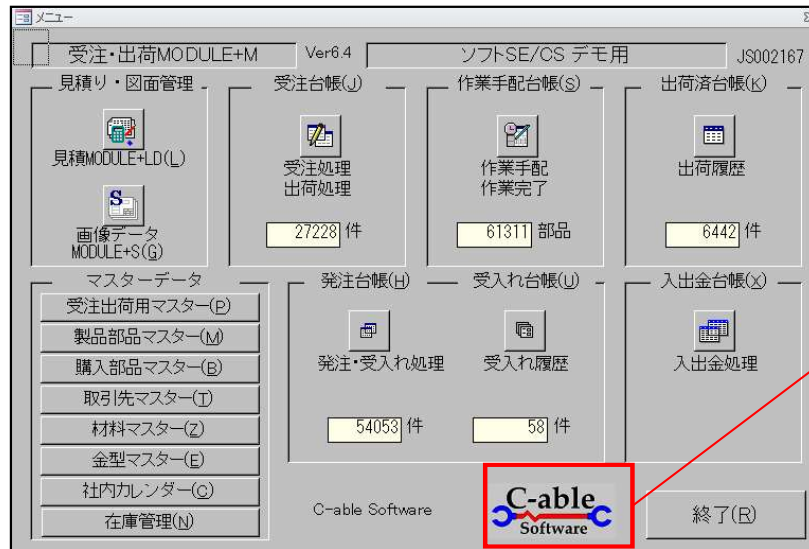 メニュー
受注・出荷MODULE+M
Ver6.4
ソフトSE/CS デモ用
JS002167
見積り・図面管理
受注台帳(J)
作業手配台帳(S)
出荷済台帳(K)
見積MODULE+LD(L)
受注処理
出荷処理
作業手配
作業完了
出荷履歴
S
画像データ
MODULE+S(G)
27228 件
61311 部品
6442 件
マスターデータ
発注台帳(H)
受入れ台帳(U)
入出金台帳(X)
受注出荷用マスター(P)
製品部品マスター(M)
購入部品マスター(B)
取引先マスター(T)
材料マスター(Z)
金型マスター(E)
社内カレンダー(C)
在庫管理(N)
発注・受入れ処理
受入れ履歴
入出金処理
54053 件
58 件
C-able Software
C-able
Software
終了(R)